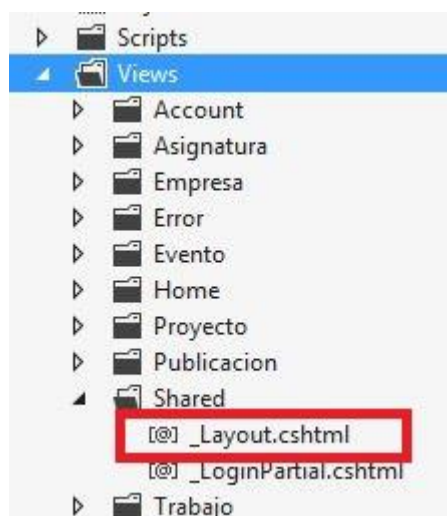 Scripts
Views
Account
Asignatura
Empresa
Error
Evento
Home
Proyecto
Publicacion
Shared
[@] _Layout.cshtml
[@] _LoginPartial.cshtml
Trabajo